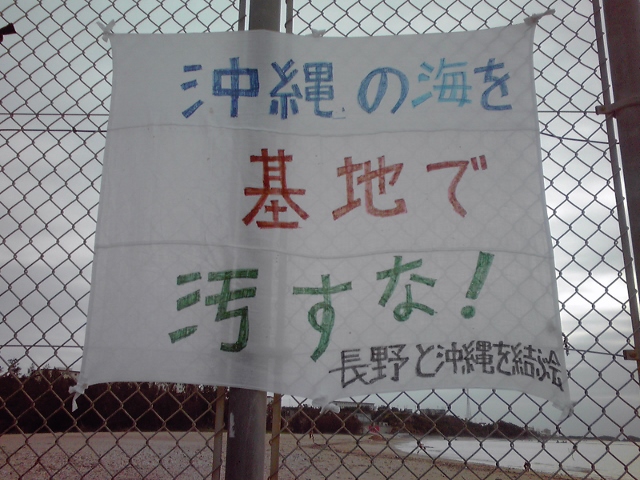 沖縄の海を
基地で
汚すな!
長野と沖縄を結ぶ会